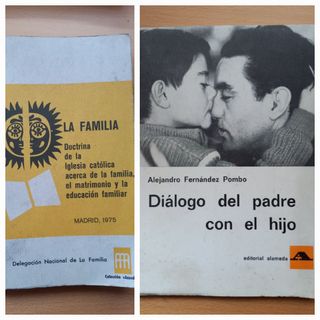 LA FAMILIA
Doctrina
de la
Iglesia católica
acerca de la familia,
el matrimonio y la
educación familiar
MADRID, 1975
Delegación Nacional de La Familia
Colección
Alejandro Fernández Pombo
Diálogo del padre
con el hijo
editorial alameda